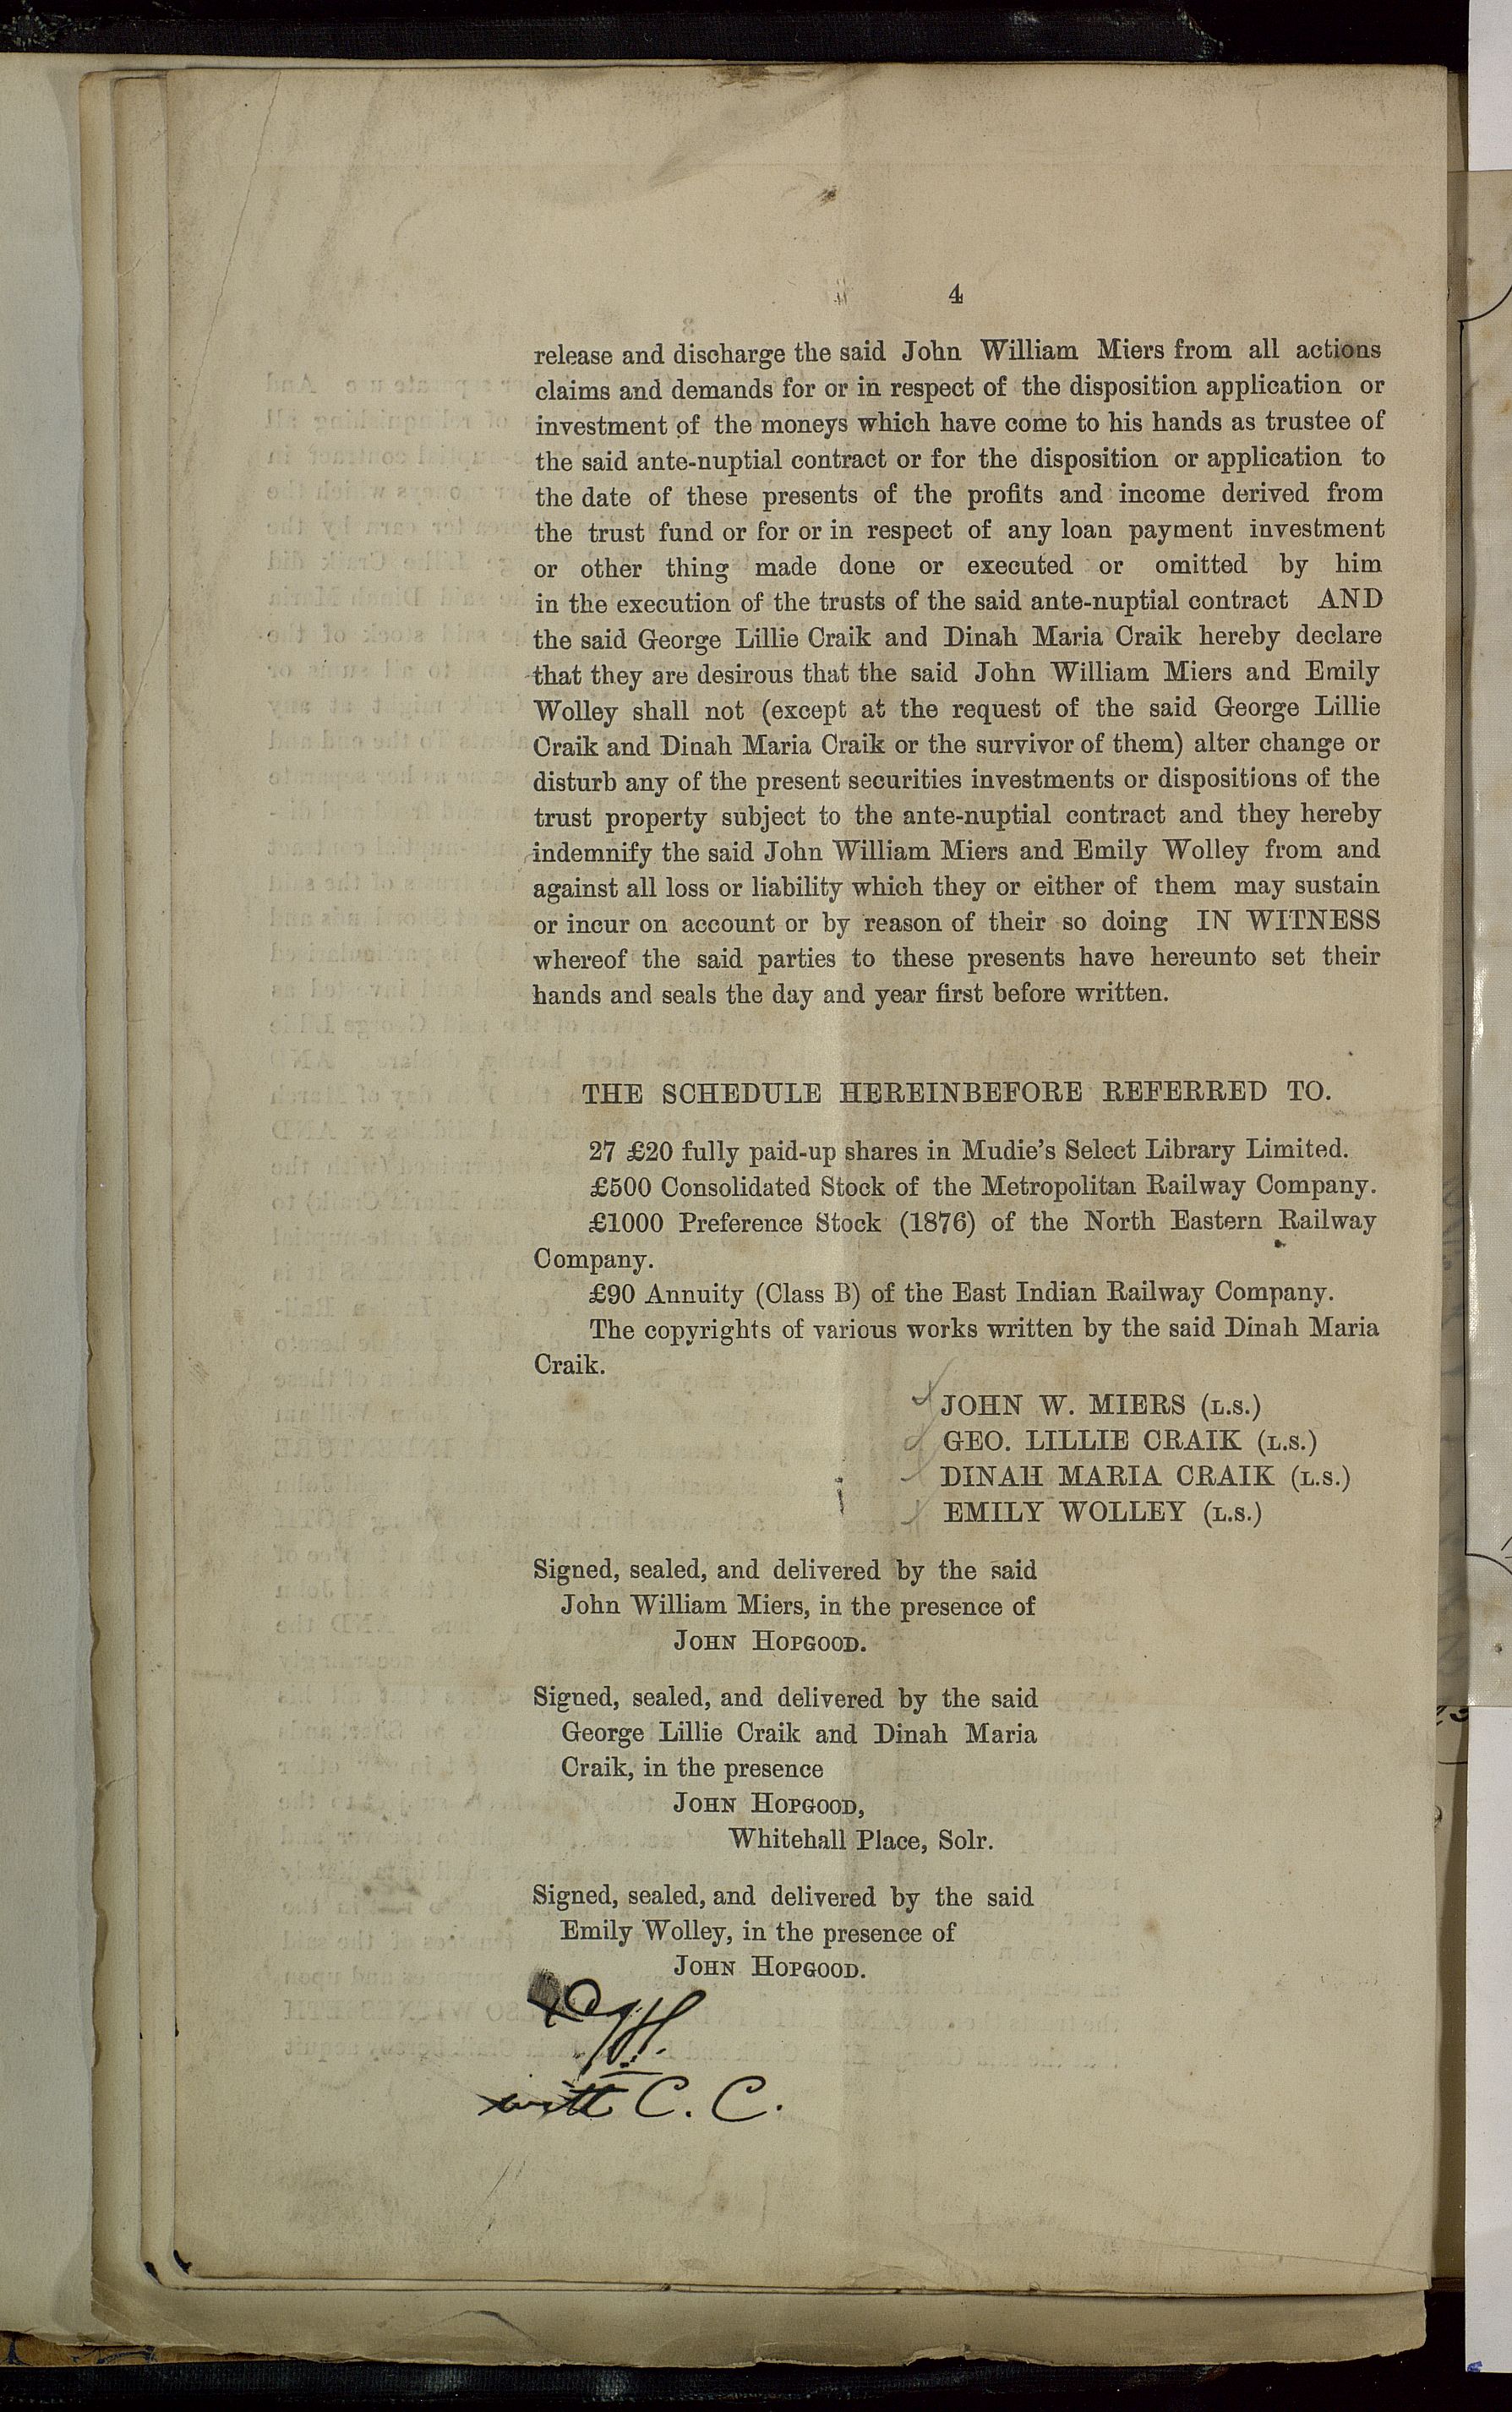 4
release and discharge the said John William Miers from all actions
claims and demands for or in respect of the disposition application or
investment of the moneys which have come to his hands as trustee of
the said ante-nuptial contract or for the disposition or application to
the date of these presents of the profits and income derived from
the trust fund or for or in respect of any loan payment investment
or other thing made done or executed or omitted by him
in the execution of the trusts of the said ante-nuptial contract AND
the said George Lillie Craik and Dinah Maria Craik hereby declare
that they are desirous that the said John William Miers and Emily
Wolley shall not (except at the request of the said George Lillie
Craik and Dinah Maria Craik or the survivor of them) alter change or
disturb any of the present securities investments or dispositions of the
trust property subject to the ante-nuptial contract and they hereby
indemnify the said John William Miers and Emily Wolley from and
against all loss or liability which they or either of them may sustain
or incur on account or by reason of their so doing IN WITNESS
whereof the said parties to these presents have hereunto set their
hands and seals the day and year first before written.
THE SCHEDULE HEREINBEFORE REFERRED TO.
27 £20 fully paid-up shares in Mudie's Select Library Limited.
£500 Consolidated Stock of the Metropolitan Railway Company.
£1000 Preference Stock (1876) of the North Eastern Railway
Company.
£90 Annuity (Class B) of the East Indian Railway Company.
The copyrights of various works written by the said Dinah Maria
Craik.
JOHN W. MIERS (L.S.)
GEO. LILLIE CRAIK (L.S.)
DINAH MARIA CRAIK (L.S.)
EMILY WOLLEY (L.S.)
Signed, sealed, and delivered by the said
John William Miers, in the presence of
JOHN HOPGOOD.
Signed, sealed, and delivered by the said
George Lillie Craik and Dinah Maria
Craik, in the presence
JOHN HOPGOOD,
Whitehall Place, Solr.
Signed, sealed, and delivered by the said
Emily Wolley, in the presence of
JOHN HOPGOOD.
C. C.